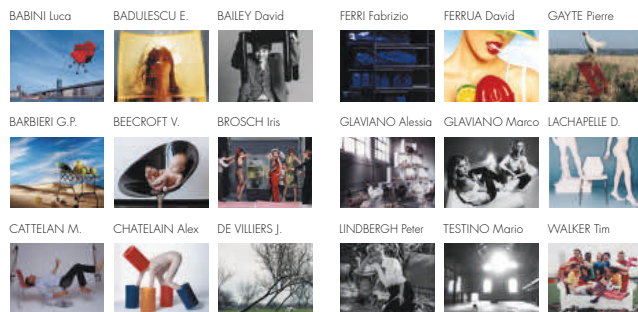 BABINI Luca
BADULESCU E.
BAILEY David
FERRI Fabrizio
FERRUA David
GAYTE Pierre
BARBIERI G.P.
BEECROFT V.
BROSCH Iris
GLAVIANO Alessia
GLAVIANO Marco
LACHAPELLE D.
CATTELAN M.
CHATELAIN Alex
DE VILLIERS J.
LINDBERGH Peter
TESTINO Mario
WALKER Tim